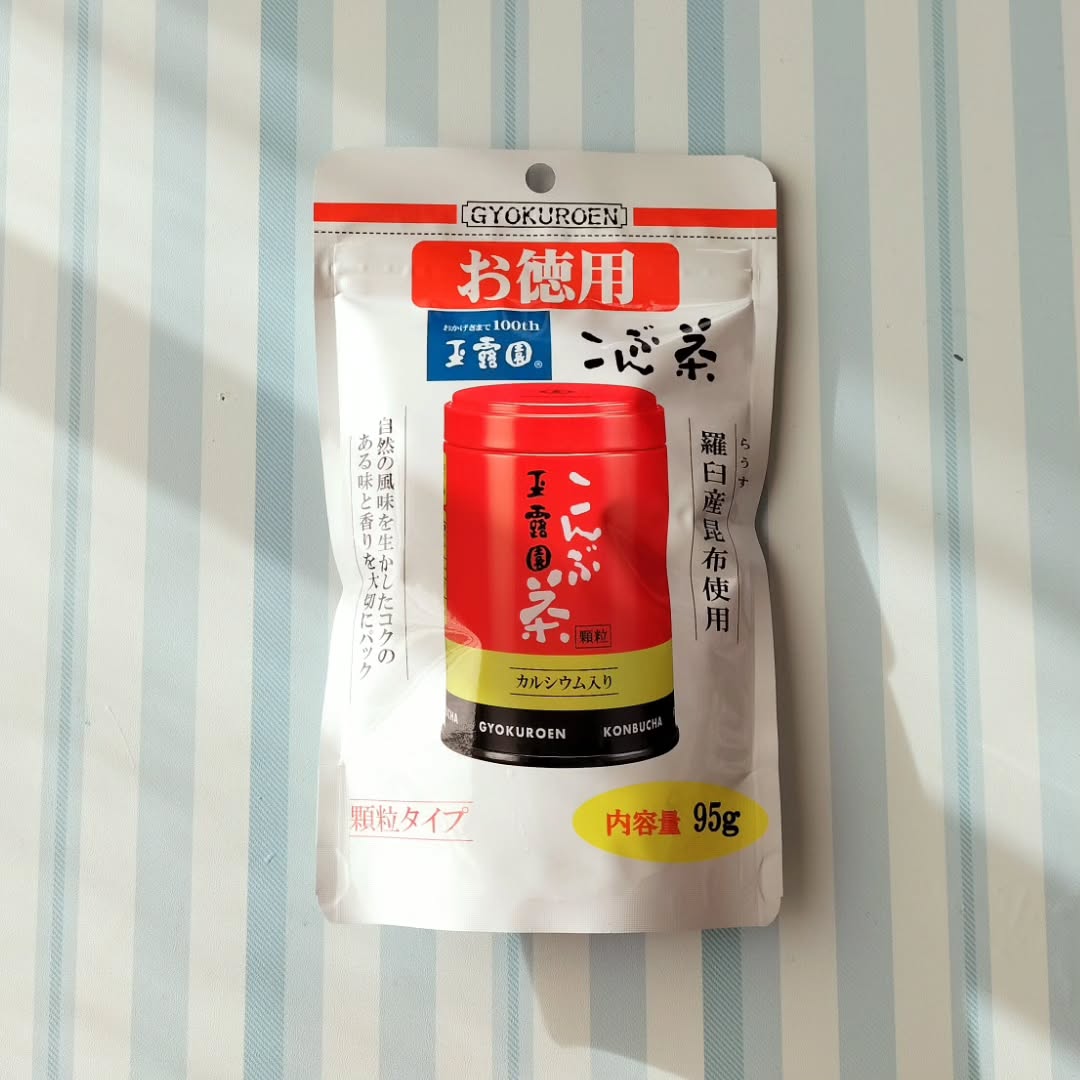 GYOKUROEN
お徳用
おかげさまで100th
玉露園®
こんぶ茶
羅臼産昆布使用
らうす
自然の風味を生かしたコクの
ある味と香りを大切にパック
こんぶ茶
玉露園
顆粒
カルシウム入り
CHA GYOKUROEN KONBUCHA
顆粒タイプ
内容量 95g